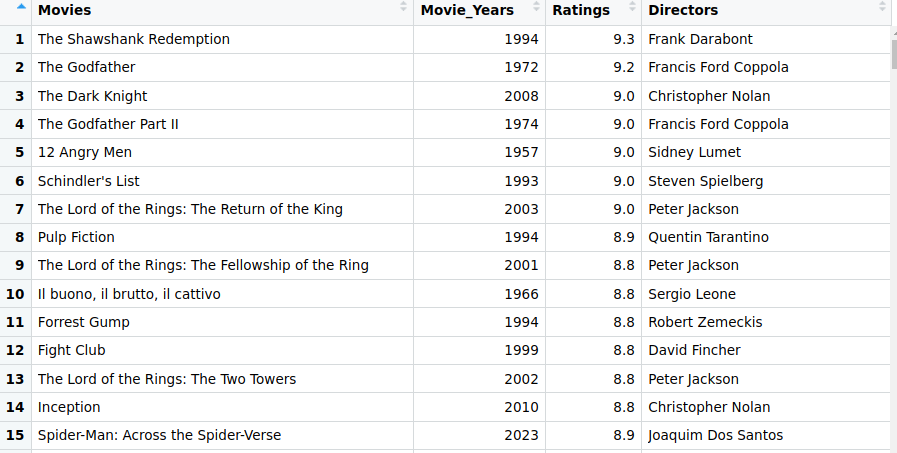 Movies Movie_Years Ratings Directors
1 The Shawshank Redemption 1994 9.3 Frank Darabont
2 The Godfather 1972 9.2 Francis Ford Coppola
3 The Dark Knight 2008 9.0 Christopher Nolan
4 The Godfather Part II 1974 9.0 Francis Ford Coppola
5 12 Angry Men 1957 9.0 Sidney Lumet
6 Schindler's List 1993 9.0 Steven Spielberg
7 The Lord of the Rings: The Return of the King 2003 9.0 Peter Jackson
8 Pulp Fiction 1994 8.9 Quentin Tarantino
9 The Lord of the Rings: The Fellowship of the Ring 2001 8.8 Peter Jackson
10 Il buono, il brutto, il cattivo 1966 8.8 Sergio Leone
11 Forrest Gump 1994 8.8 Robert Zemeckis
12 Fight Club 1999 8.8 David Fincher
13 The Lord of the Rings: The Two Towers 2002 8.8 Peter Jackson
14 Inception 2010 8.8 Christopher Nolan
15 Spider-Man: Across the Spider-Verse 2023 8.9 Joaquim Dos Santos